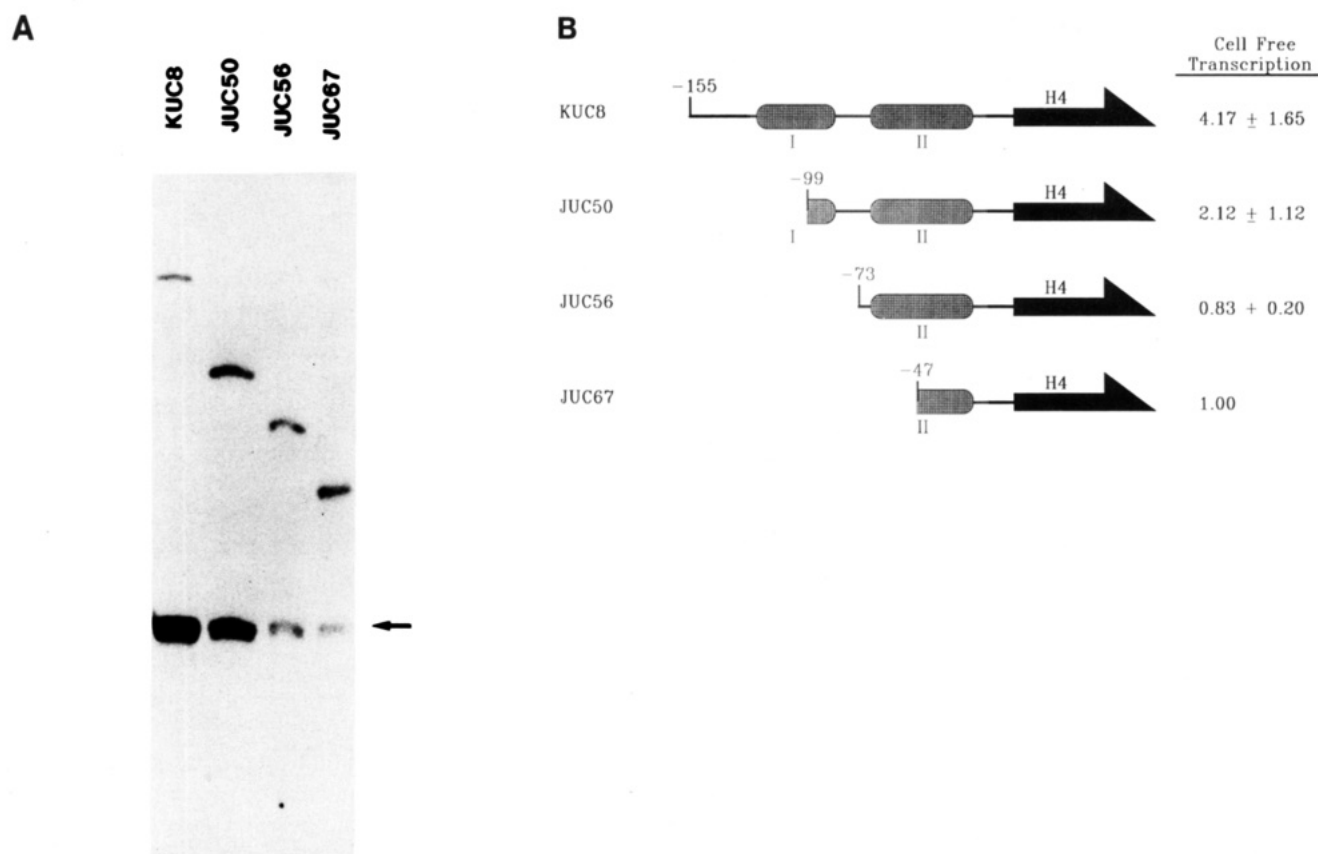 A
KUC8 JUC50 JUC56 JUC67
B
Cell Free
Transcription
-155
H4
KUC8
4.17 ± 1.65
I II
-99
H4
JUC50
2.12 ± 1.12
I II
-73
H4
JUC56
0.83 + 0.20
II
-47
H4
JUC67
1.00
II